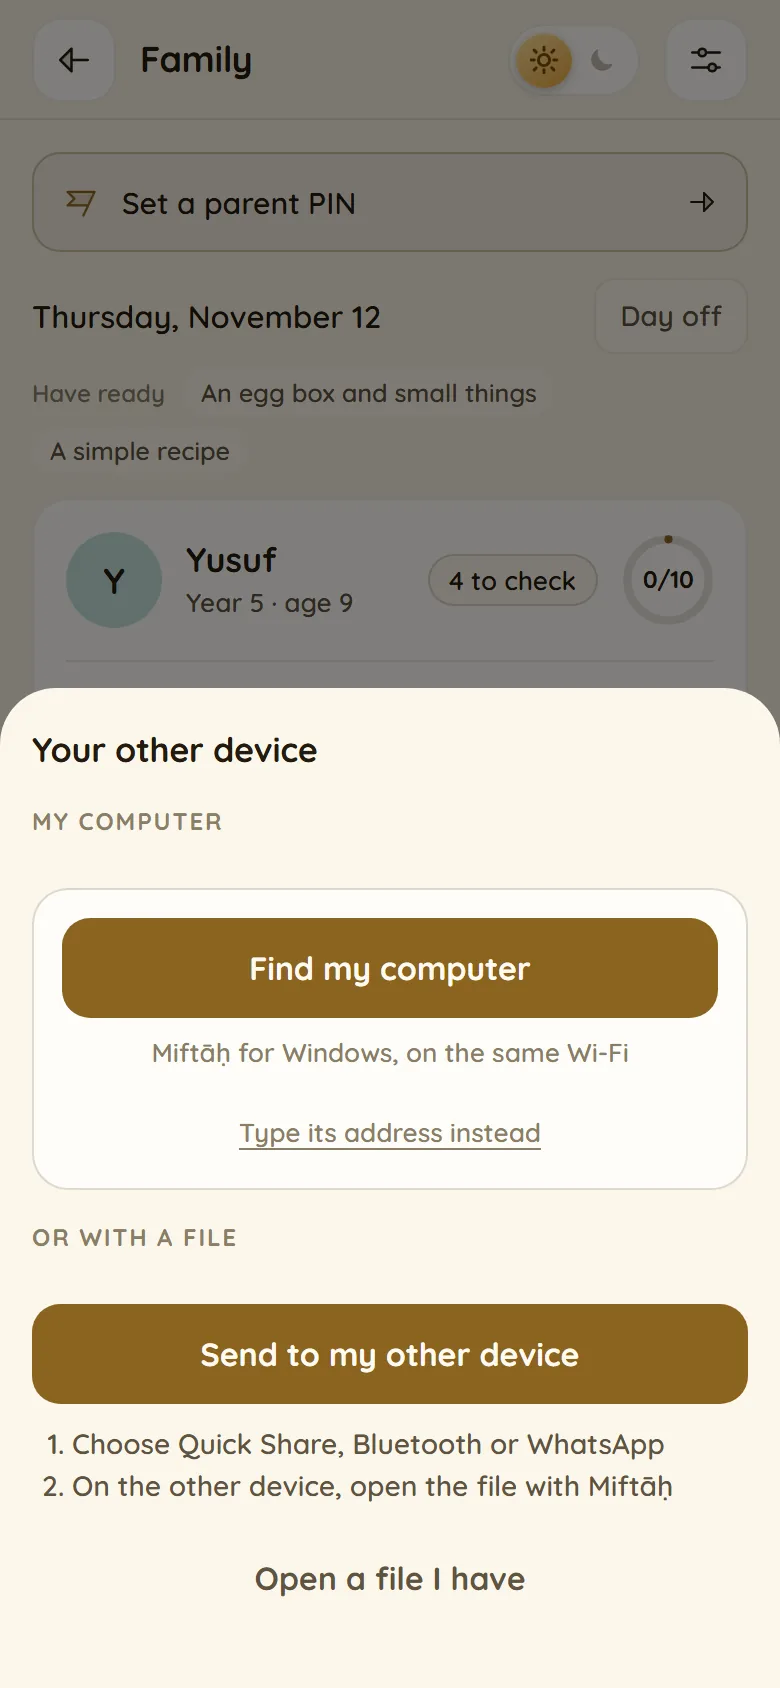 Family
Set a parent PIN
Thursday, November 12
Day off
Have ready
An egg box and small things
A simple recipe
Y
Yusuf
Year 5 · age 9
4 to check
0/10
Your other device
MY COMPUTER
Find my computer
Miftāḥ for Windows, on the same Wi-Fi
Type its address instead
OR WITH A FILE
Send to my other device
1. Choose Quick Share, Bluetooth or WhatsApp
2. On the other device, open the file with Miftāḥ
Open a file I have